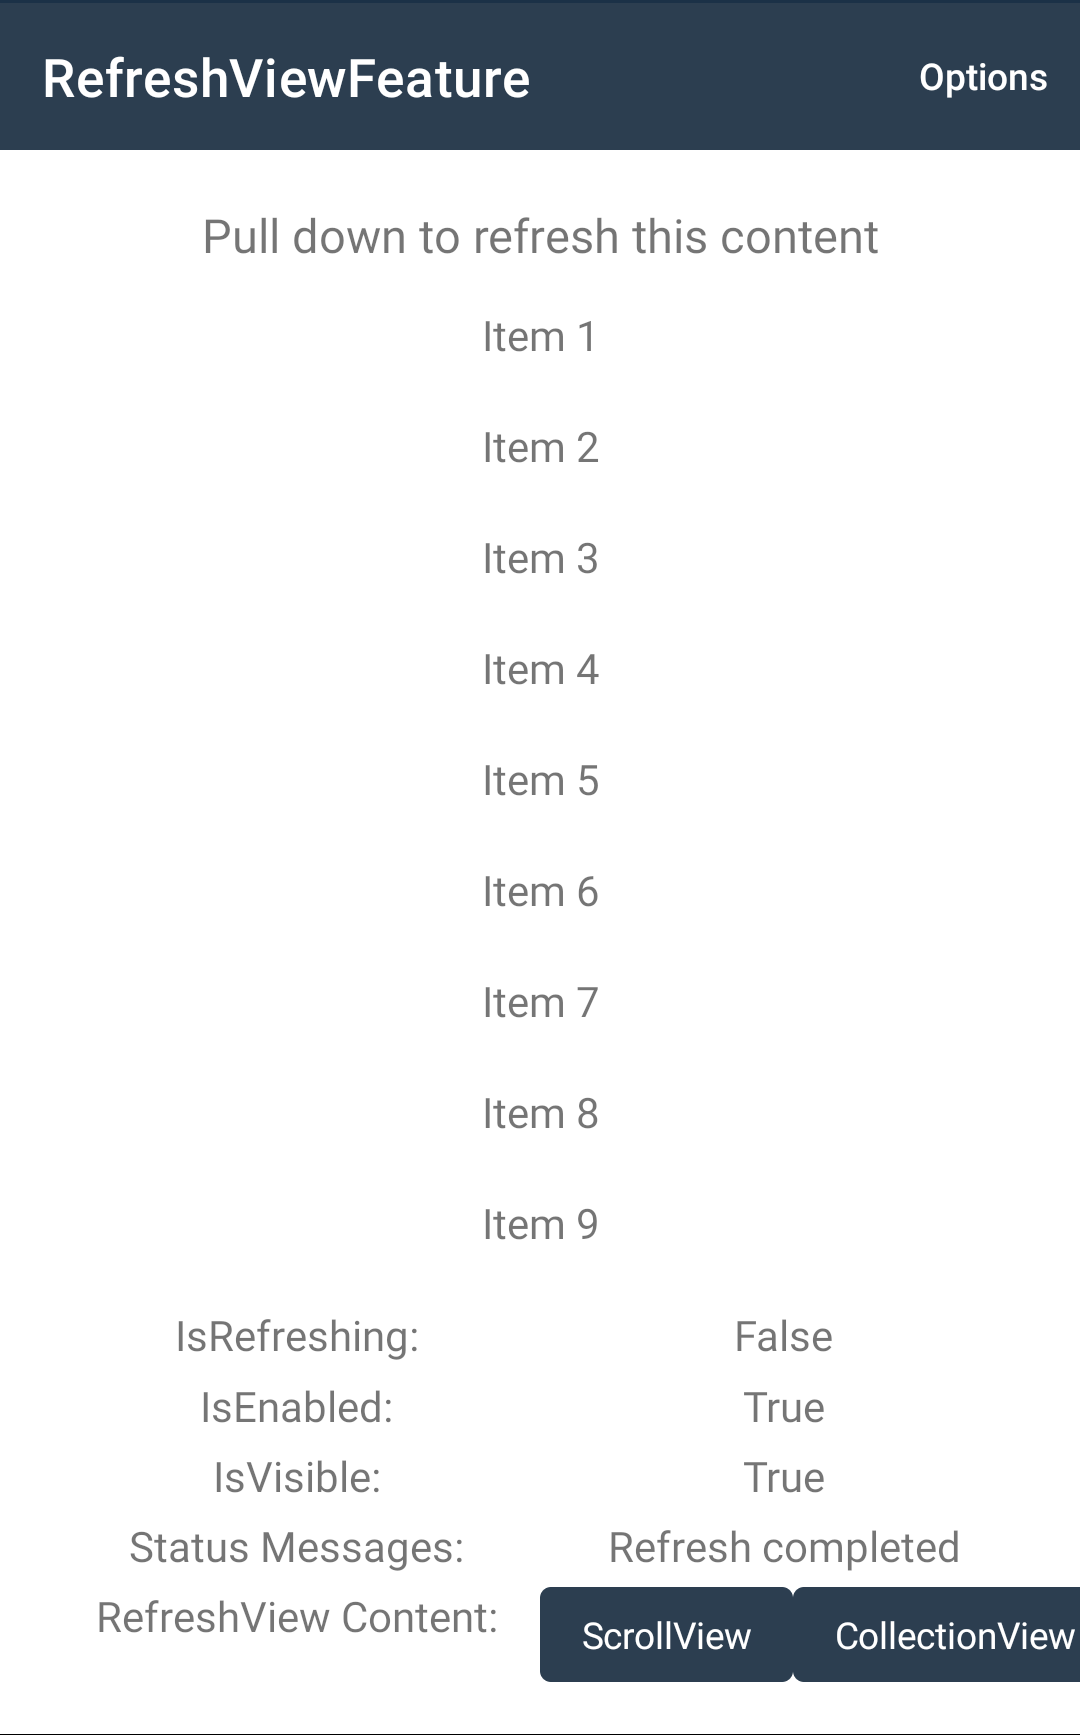 RefreshViewFeature Options
Pull down to refresh this content
Item 1
Item 2
Item 3
Item 4
Item 5
Item 6
Item 7
Item 8
Item 9
IsRefreshing: False
IsEnabled: True
IsVisible: True
Status Messages: Refresh completed
RefreshView Content: ScrollView CollectionView